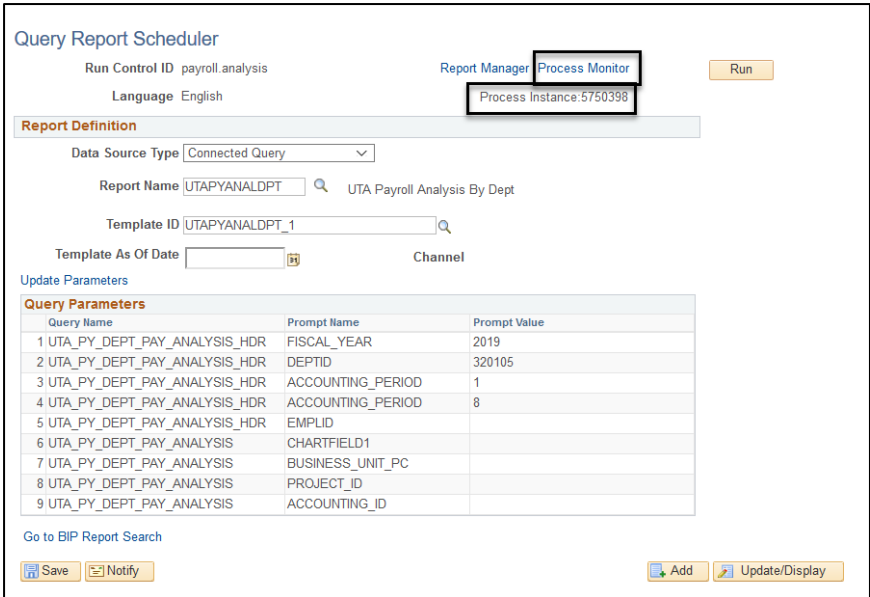 Query Report Scheduler
Run Control ID payroll.analysis Report Manager Process Monitor Run
Language English Process Instance:5750398
Report Definition
Data Source Type Connected Query
Report Name UTAPYANALDPT UTA Payroll Analysis By Dept
Template ID UTAPYANALDPT_1
Template As Of Date Channel
Update Parameters
Query Parameters
Query Name Prompt Name Prompt Value
1 UTA_PY_DEPT_PAY_ANALYSIS_HDR FISCAL_YEAR 2019
2 UTA_PY_DEPT_PAY_ANALYSIS_HDR DEPTID 320105
3 UTA_PY_DEPT_PAY_ANALYSIS_HDR ACCOUNTING_PERIOD 1
4 UTA_PY_DEPT_PAY_ANALYSIS_HDR ACCOUNTING_PERIOD 8
5 UTA_PY_DEPT_PAY_ANALYSIS_HDR EMPLID
6 UTA_PY_DEPT_PAY_ANALYSIS CHARTFIELD1
7 UTA_PY_DEPT_PAY_ANALYSIS BUSINESS_UNIT_PC
8 UTA_PY_DEPT_PAY_ANALYSIS PROJECT_ID
9 UTA_PY_DEPT_PAY_ANALYSIS ACCOUNTING_ID
Go to BIP Report Search
Save Notify Add Update/Display